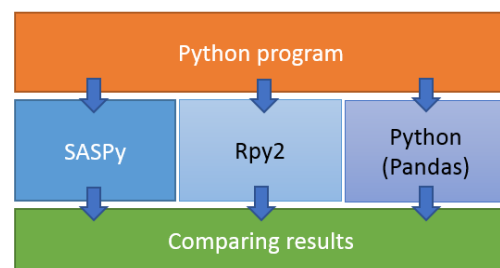 Python program
SASPy
Rpy2
Python
(Pandas)
Comparing results